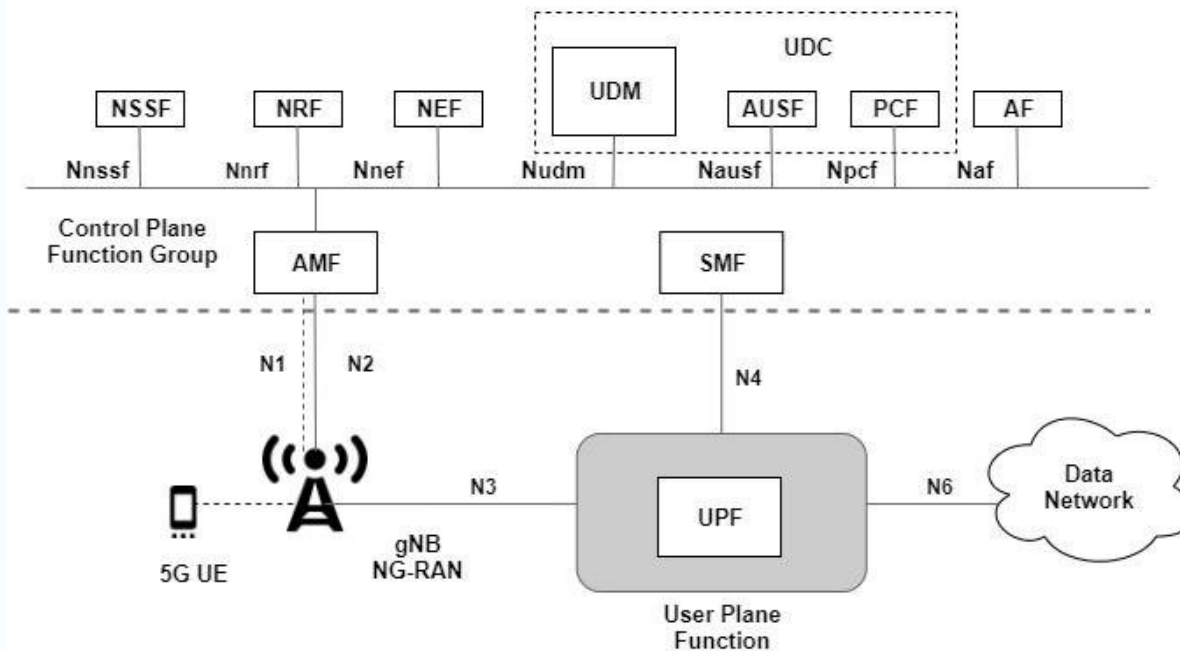 UDC
UDM
NSSF
NRF
NEF
AUSF
PCF
AF
Nnssf
Nnrf
Nnef
Nudm
Nausf
Npcf
Naf
Control Plane
Function Group
AMF
SMF
N1
N2
N4
N3
N6
Data
Network
UPF
gNB
NG-RAN
5G UE
User Plane
Function